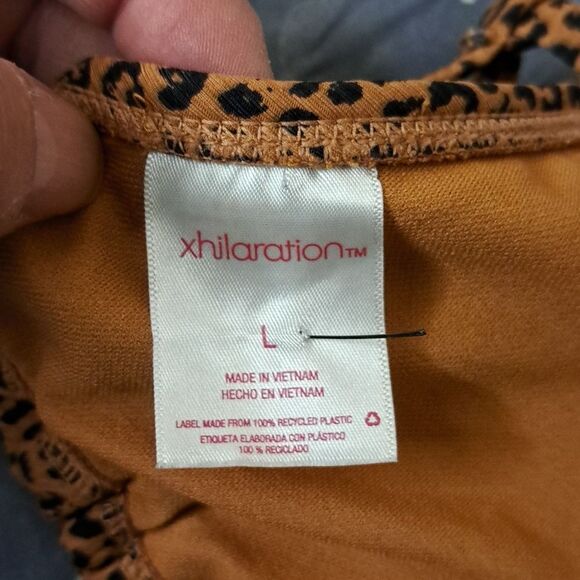 xhilaration™
L
MADE IN VIETNAM
HECHO EN VIETNAM
LABEL MADE FROM 100% RECYCLED PLASTIC
ETIQUETA ELABORADA CON PLÁSTICO
100 % RECICLADO